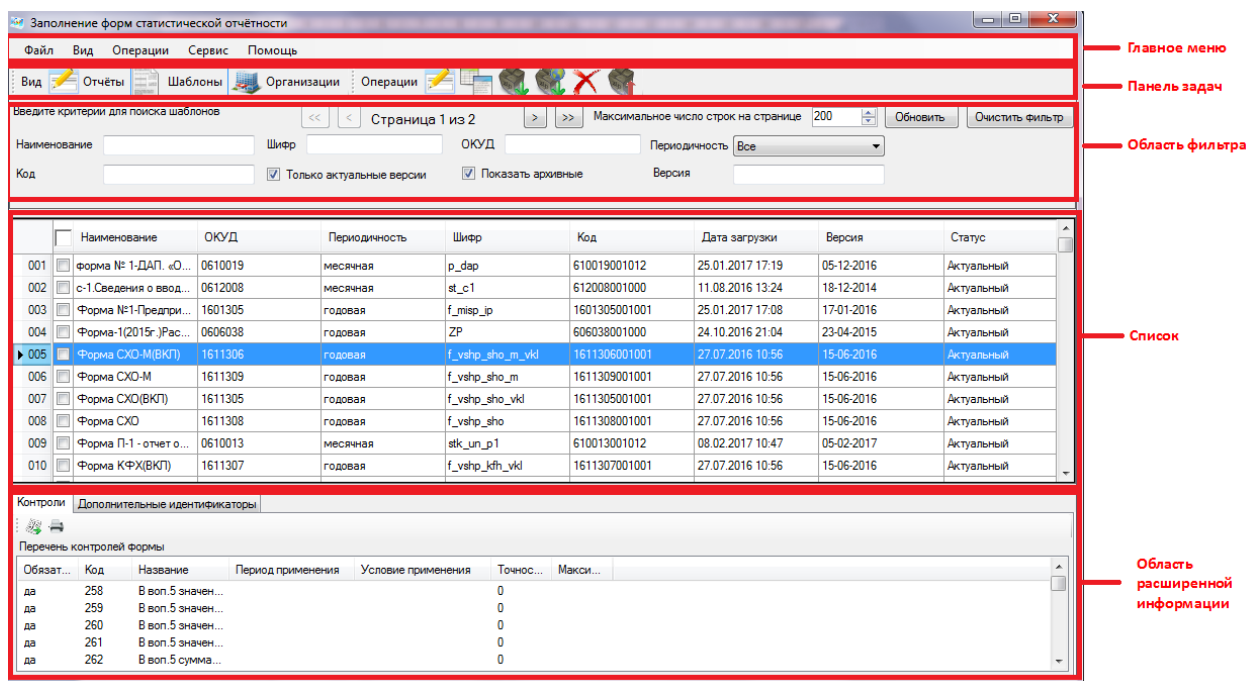 Заполнение форм статистической отчётности
Файл Вид Операции Сервис Помощь
Главное меню
Вид Отчёты Шаблоны Организации Операции
Панель задач
Введите критерии для поиска шаблонов << < Страница 1 из 2 > >> Максимальное число строк на странице 200 Обновить Очистить фильтр
Наименование Шифр ОКУД Периодичность Все
Область фильтра
Код Только актуальные версии Показать архивные Версия
Наименование ОКУД Периодичность Шифр Код Дата загрузки Версия Статус
001 форма № 1-ДАП. «О... 0610019 месячная p_dap 610019001012 25.01.2017 17:19 05-12-2016 Актуальный
002 с-1.Сведения о ввод... 0612008 месячная st_c1 612008001000 11.08.2016 13:24 18-12-2014 Актуальный
003 Форма №1-Предпри... 1601305 годовая f_misp_ip 1601305001001 25.01.2017 17:08 17-01-2016 Актуальный
004 Форма-1(2015г.)Рас... 0606038 годовая ZP 606038001000 24.10.2016 21:04 23-04-2015 Актуальный
Список
005 Форма СХО-М(ВКП) 1611306 годовая f_vshp_sho_m_vkl 1611306001001 27.07.2016 10:56 15-06-2016 Актуальный
006 Форма СХО-М 1611309 годовая f_vshp_sho_m 1611309001001 27.07.2016 10:56 15-06-2016 Актуальный
007 Форма СХО(ВКП) 1611305 годовая f_vshp_sho_vkl 1611305001001 27.07.2016 10:56 15-06-2016 Актуальный
008 Форма СХО 1611308 годовая f_vshp_sho 1611308001001 27.07.2016 10:56 15-06-2016 Актуальный
009 Форма П-1 - отчет о... 0610013 месячная stk_un_p1 610013001012 08.02.2017 10:47 05-02-2017 Актуальный
010 Форма КФХ(ВКП) 1611307 годовая f_vshp_kfh_vkl 1611307001001 27.07.2016 10:56 15-06-2016 Актуальный
Контроли Дополнительные идентификаторы
Перечень контролей формы
Обязат... Код Название Период применения Условие применения Точнос... Макси...
да 258 В воп.5 значен... 0
да 259 В воп.5 значен... 0
да 260 В воп.5 значен... 0
да 261 В воп.5 значен... 0
да 262 В воп.5 сумма... 0
Область
расширенной
информации